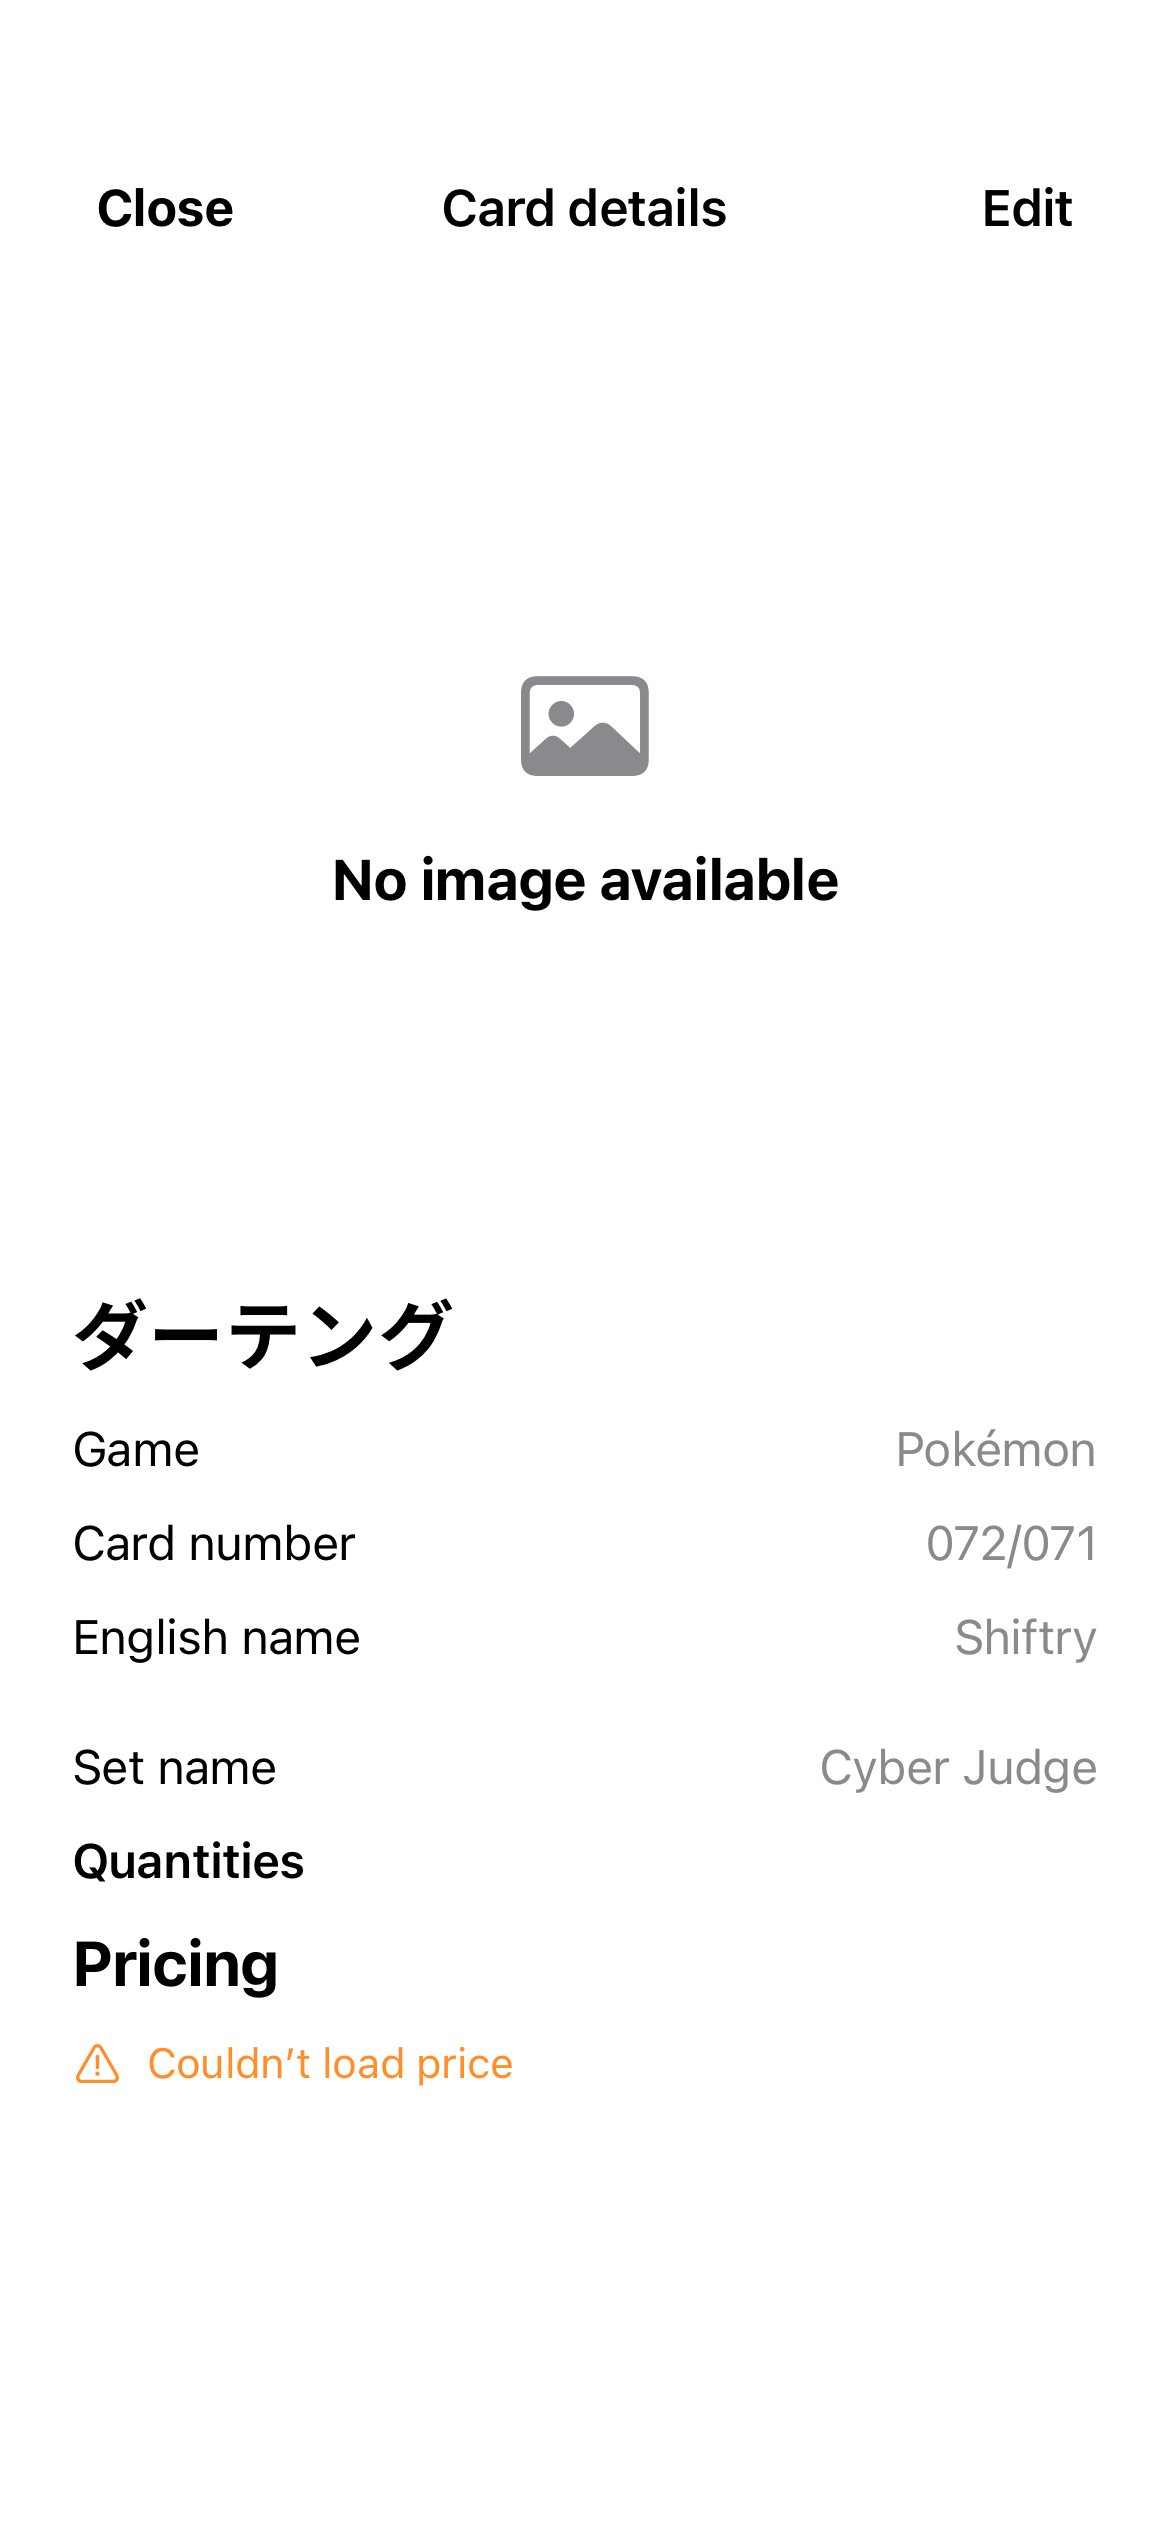 Close Card details Edit
No image available
ダーテング
Game Pokémon
Card number 072/071
English name Shiftry
Set name Cyber Judge
Quantities
Pricing
Couldn’t load price